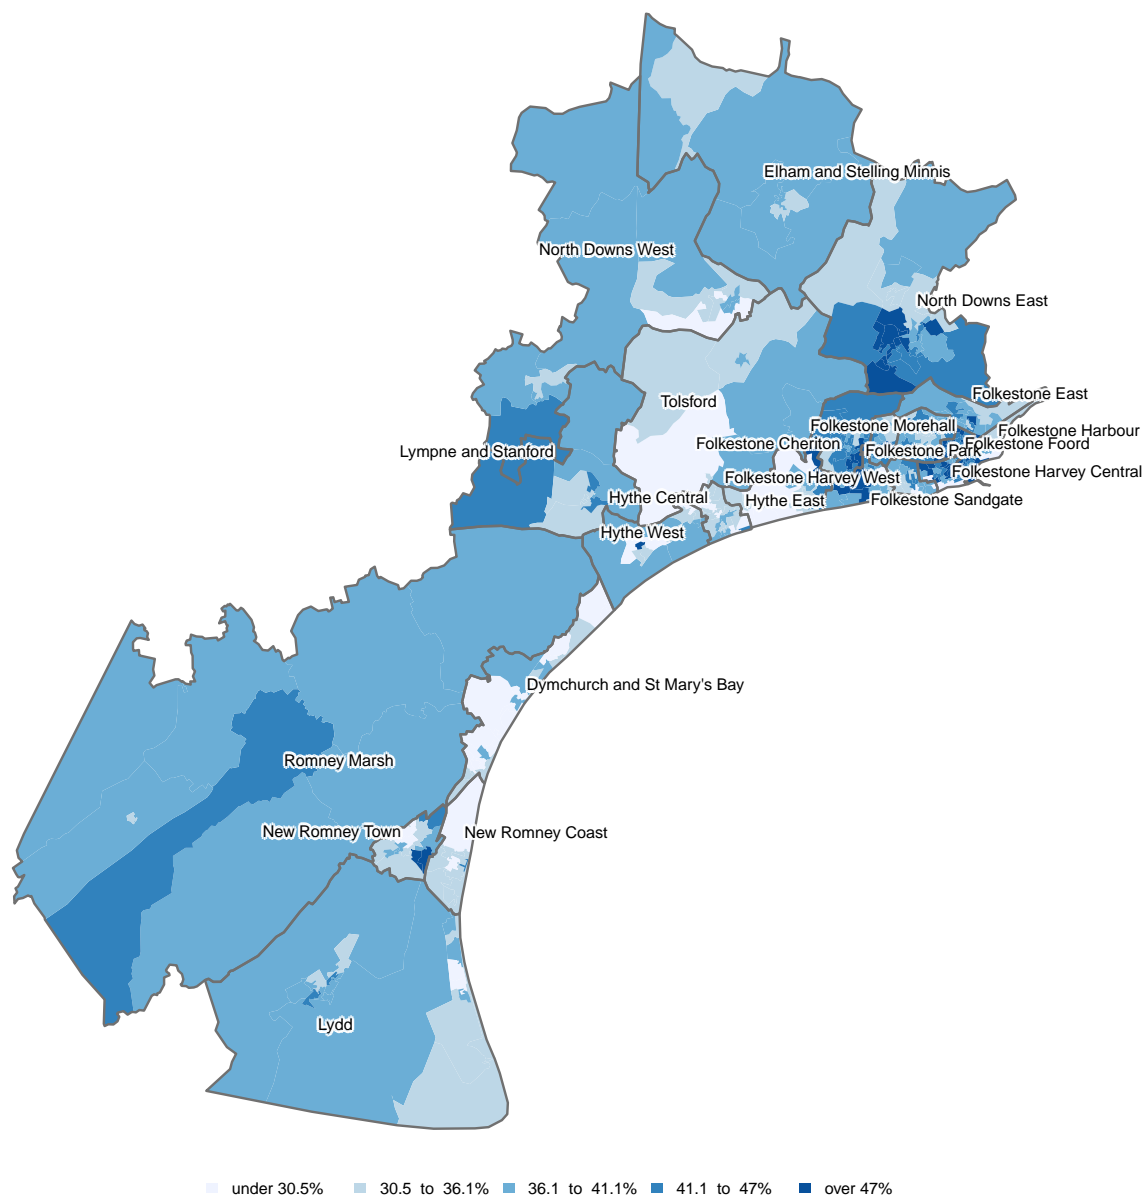 Elham and Stelling Minnis
North Downs West
North Downs East
Folkestone East
Tolsford
Folkestone Morehall
Folkestone Harbour
Folkestone Cheriton
Folkestone Foord
Lympne and Stanford
Folkestone Park
Folkestone Harvey Central
Folkestone Harvey West
Hythe Central
Hythe East
Folkestone Sandgate
Hythe West
Dymchurch and St Mary's Bay
Romney Marsh
New Romney Town
New Romney Coast
Lydd
under 30.5% 30.5 to 36.1% 36.1 to 41.1% 41.1 to 47% over 47%